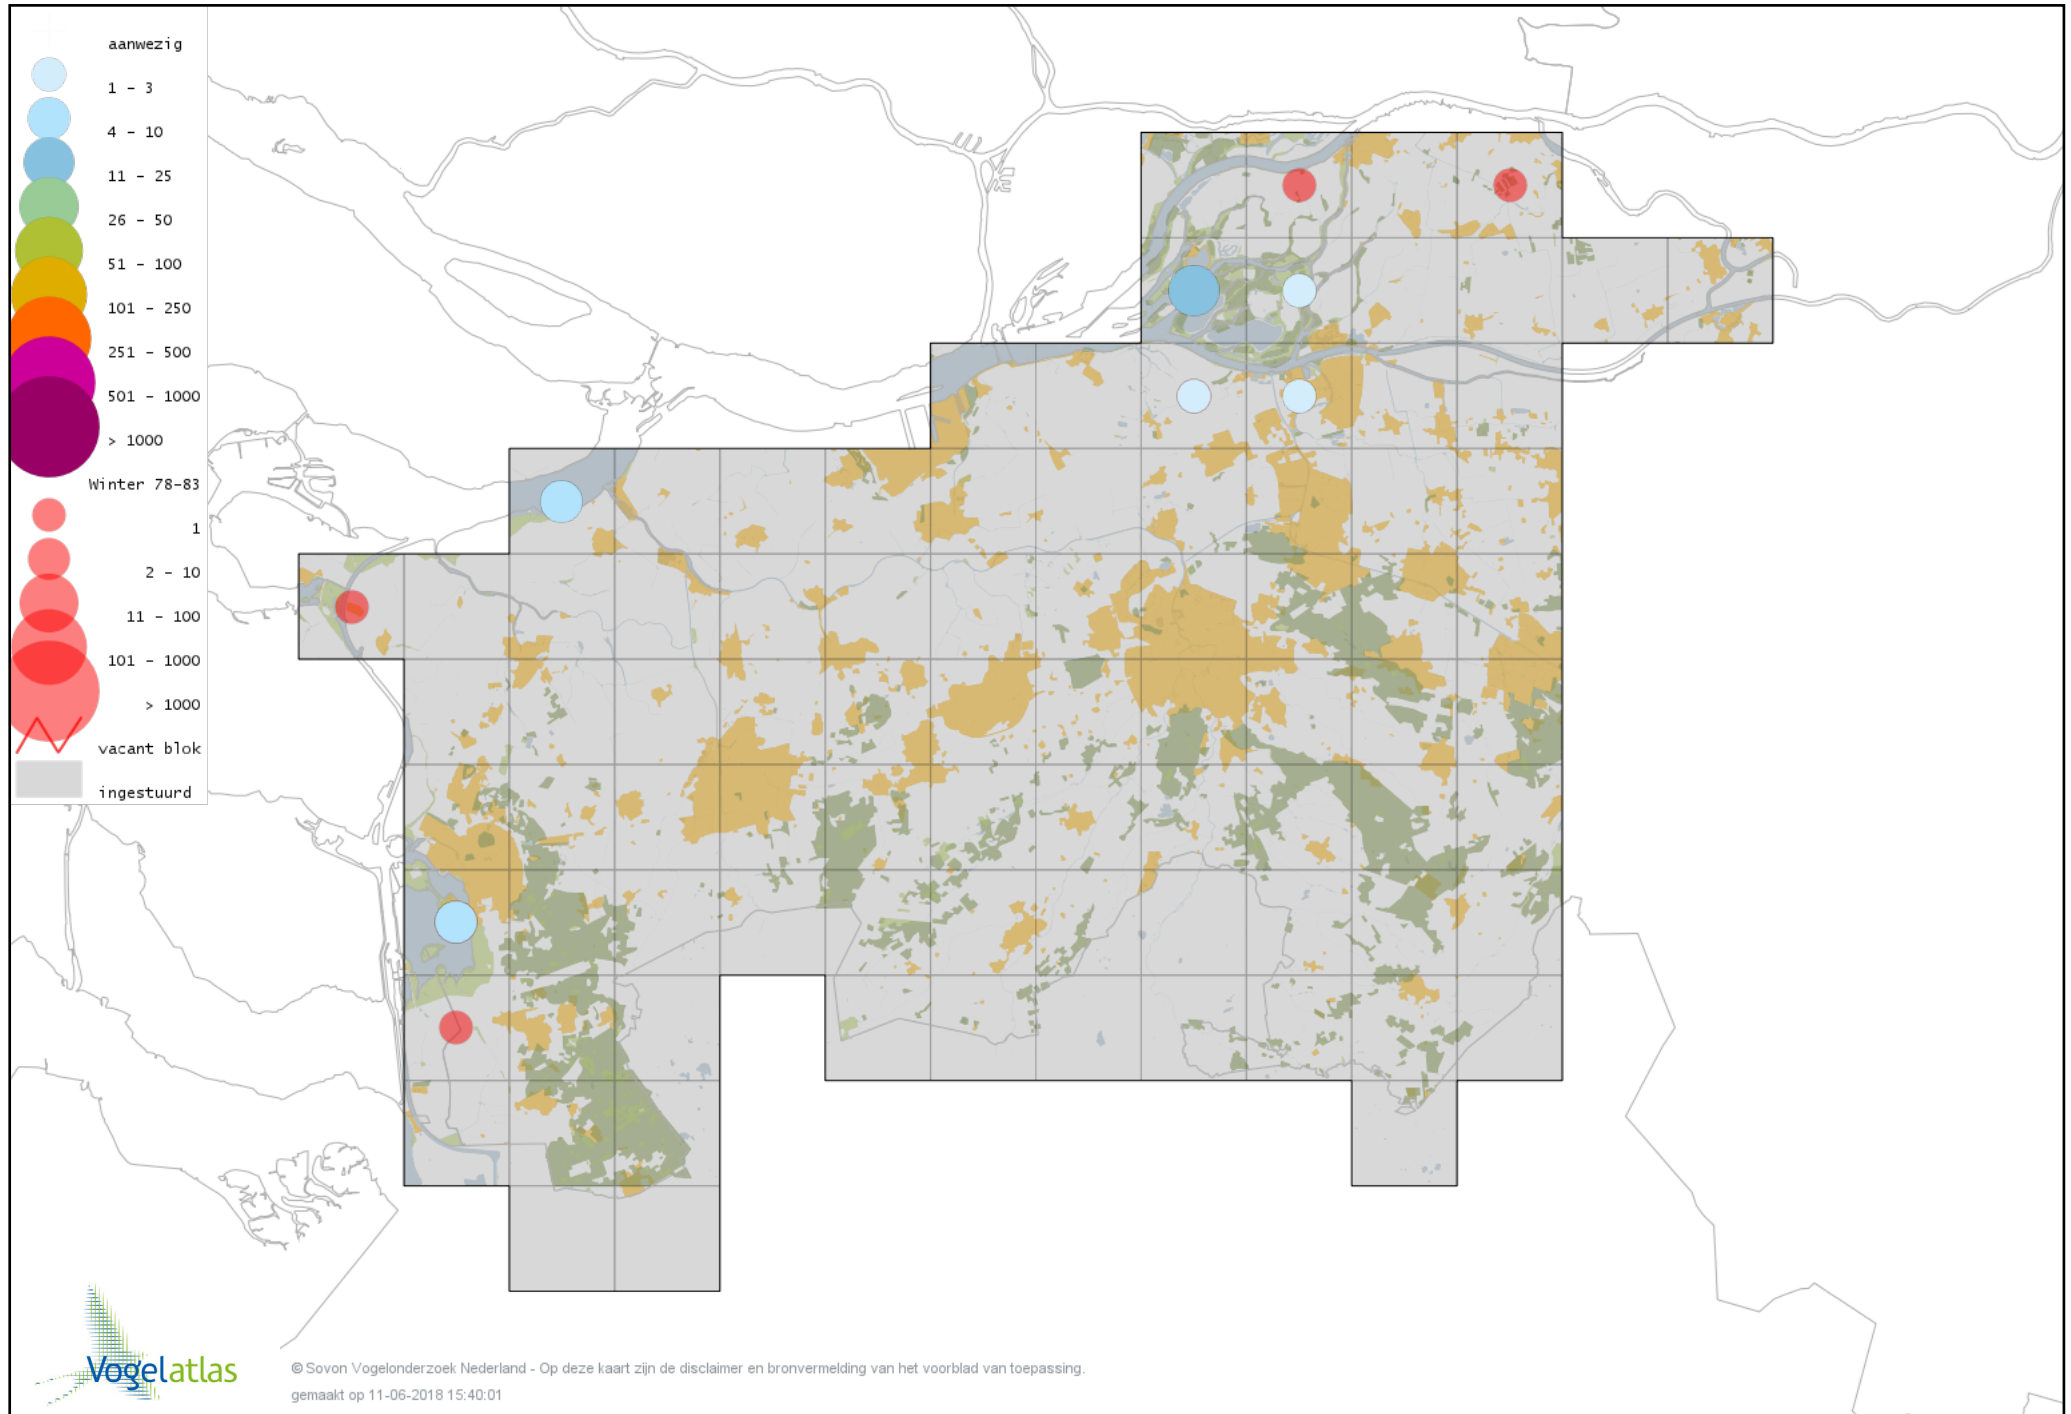 aanwezig
1 - 3
4 - 10
11 - 25
26 - 50
51 - 100
101 - 250
251 - 500
501 - 1000
> 1000
Winter 78-83
1
2 - 10
11 - 100
101 - 1000
> 1000
vacant blok
ingestuurd
Vogelatlas
© Sovon Vogelonderzoek Nederland - Op deze kaart zijn de disclaimer en bronvermelding van het voorblad van toepassing.
gemaakt op 11-06-2018 15:40:01